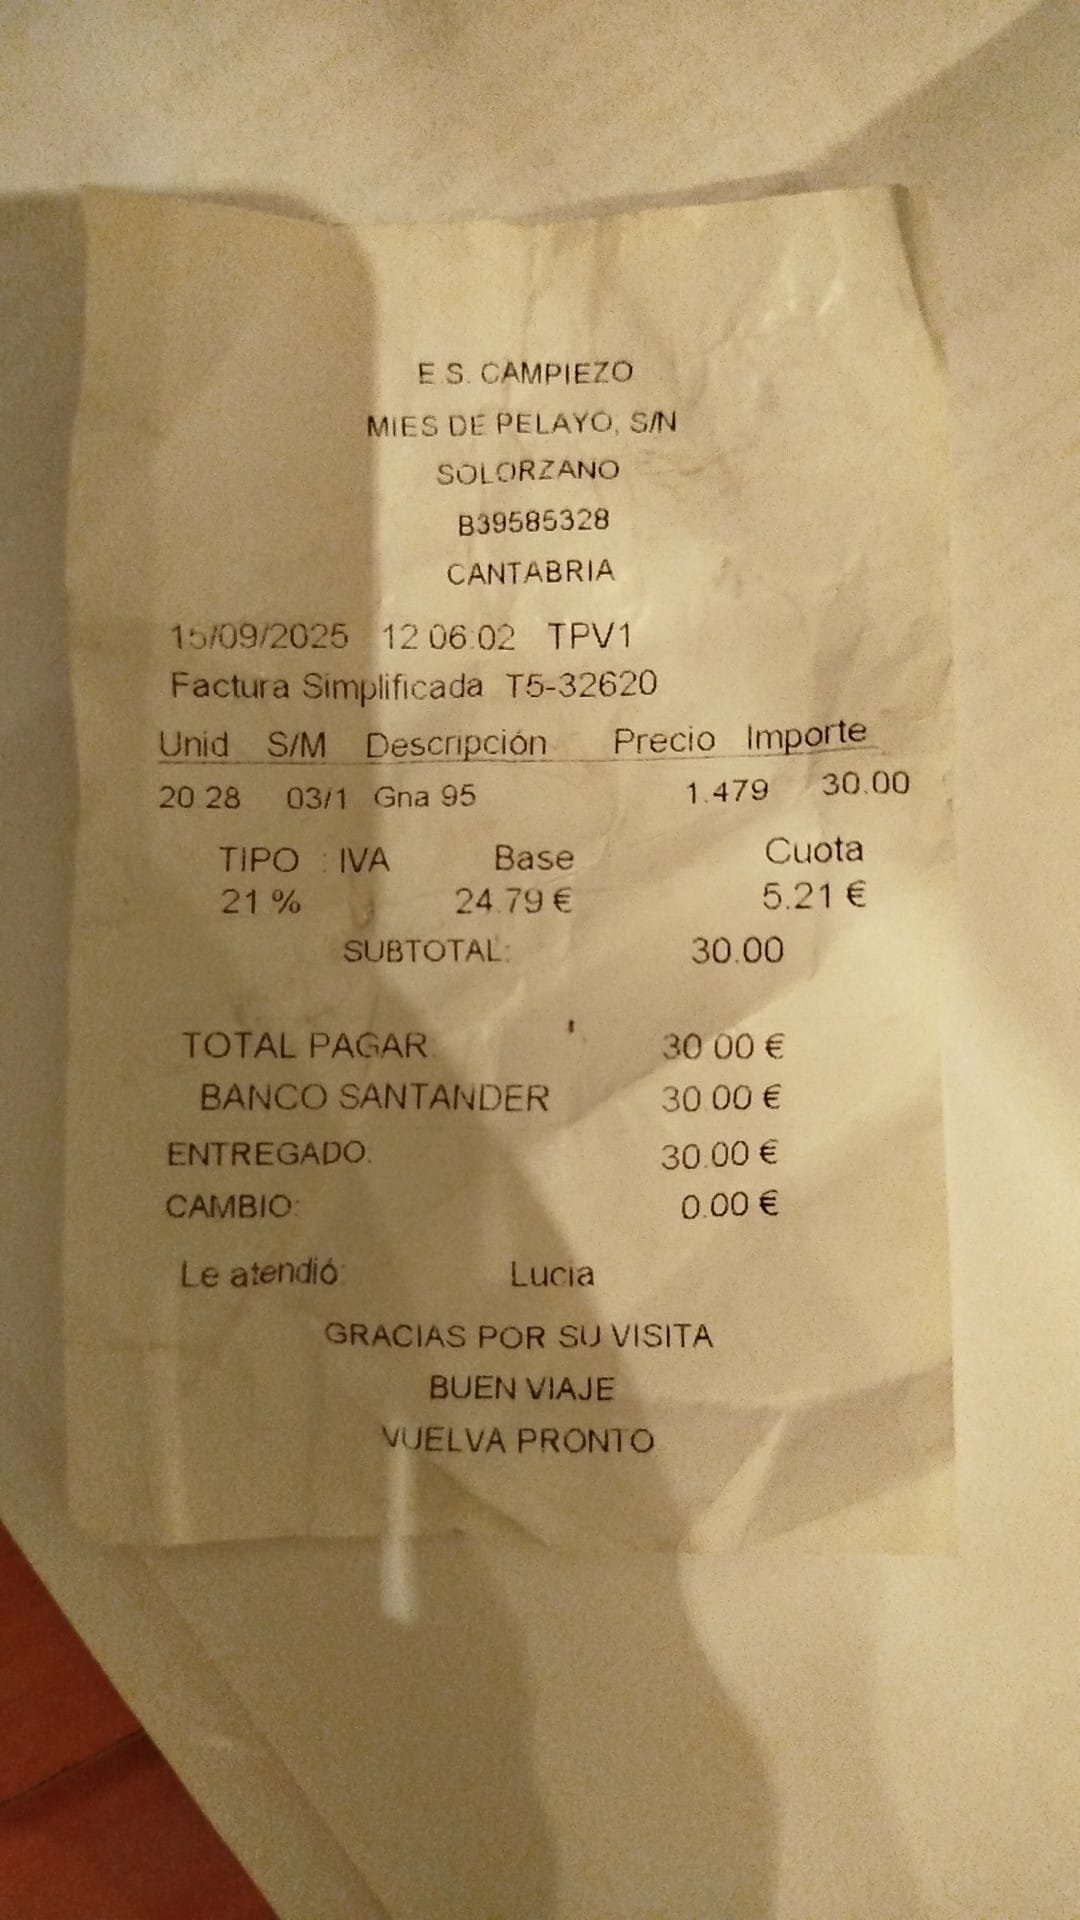 E.S. CAMPIEZO
MIES DE PELAYO, S/N
SOLORZANO
B39585328
CANTABRIA
15/09/2025 12:06:02 TPV1
Factura Simplificada T5-32620
Unid S/M Descripción Precio Importe
20.28 03/1 Gna 95 1.479 30.00
TIPO : IVA Base Cuota
21 % 24.79 € 5.21 €
SUBTOTAL: 30.00
TOTAL PAGAR: 30.00 €
BANCO SANTANDER 30.00 €
ENTREGADO: 30.00 €
CAMBIO: 0.00 €
Le atendió: Lucia
GRACIAS POR SU VISITA
BUEN VIAJE
VUELVA PRONTO